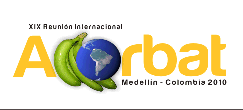 XIX Reunión Internacional
Acorbat
Medellín - Colombia 2010